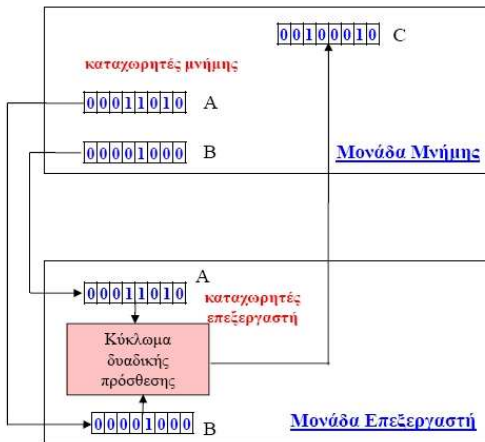 00100010 C
καταχωρητές μνήμης
00011010 A
00001000 B
Μονάδα Μνήμης
A
00011010
καταχωρητές
επεξεργαστή
Κύκλωμα
δυαδικής
πρόσθεσης
00001000 B
Μονάδα Επεξεργαστή